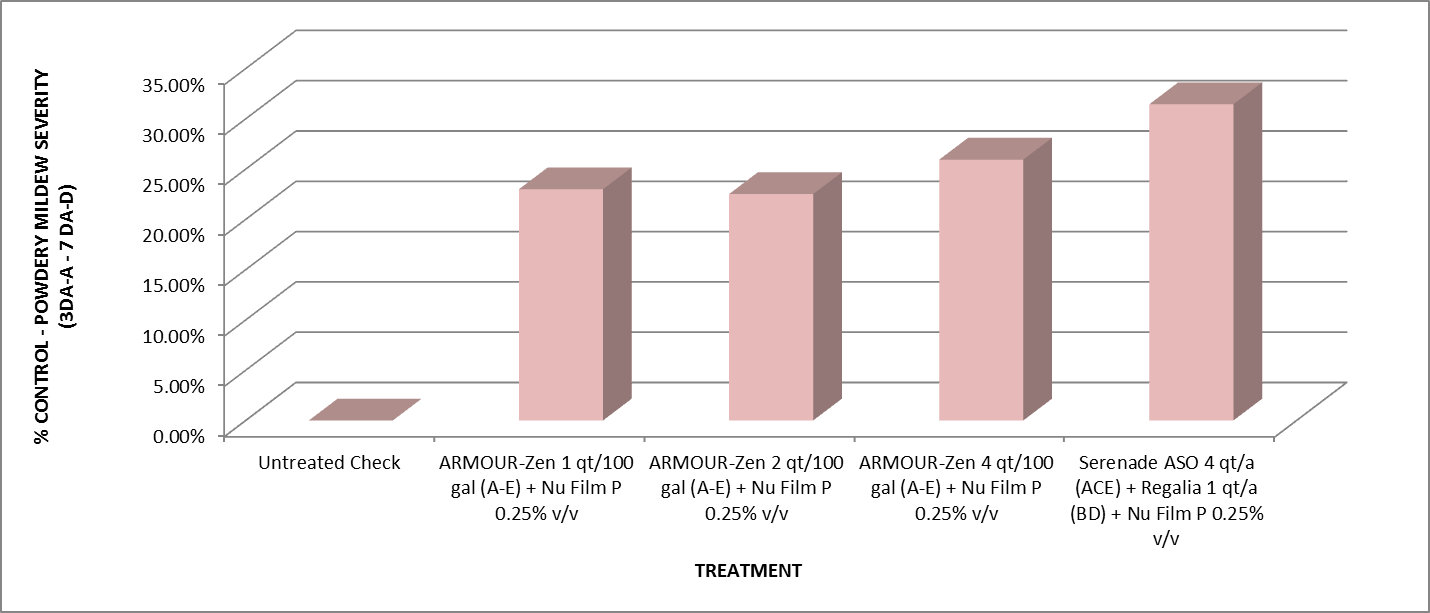 % CONTROL - POWDERY MILDEW SEVERITY
(3DA-A - 7 DA-D)
35.00%
30.00%
25.00%
20.00%
15.00%
10.00%
5.00%
0.00%
Untreated Check
ARMOUR-Zen 1 qt/100
gal (A-E) + Nu Film P
0.25% v/v
ARMOUR-Zen 2 qt/100
gal (A-E) + Nu Film P
0.25% v/v
ARMOUR-Zen 4 qt/100
gal (A-E) + Nu Film P
0.25% v/v
Serenade ASO 4 qt/a
(ACE) + Regalia 1 qt/a
(BD) + Nu Film P 0.25%
v/v
TREATMENT